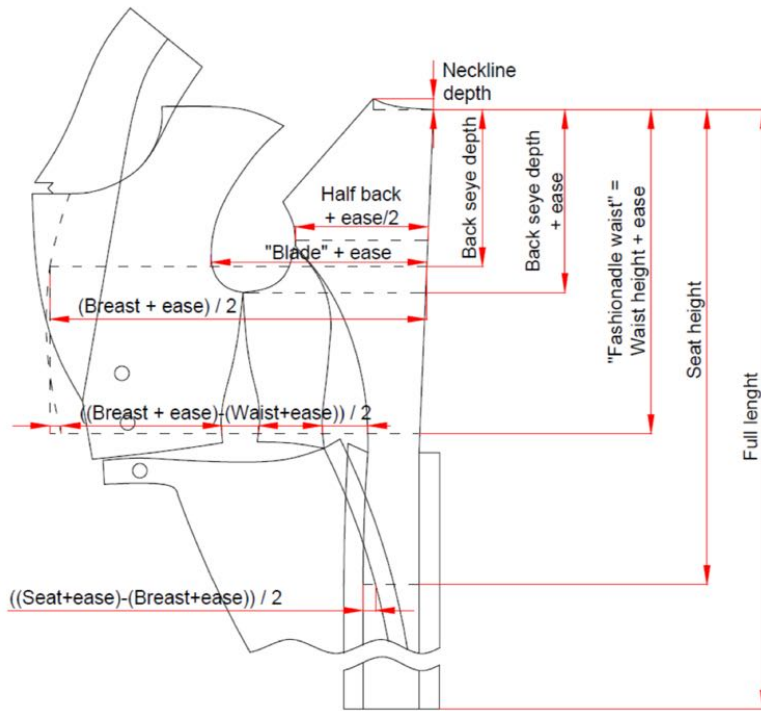 Neckline
depth
Back seye depth
Back seye depth
+ ease
"Fashionadle waist" =
Waist height + ease
Seat height
Full lenght
Half back
+ ease/2
"Blade" + ease
(Breast + ease) / 2
((Breast + ease)-(Waist+ease)) / 2
((Seat+ease)-(Breast+ease)) / 2